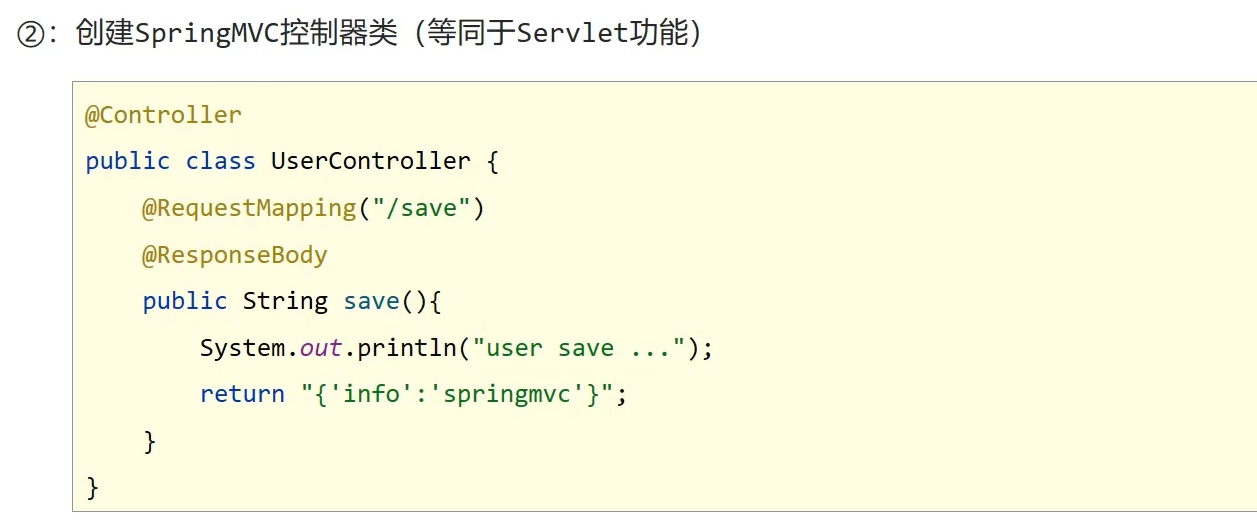 ②：创建SpringMVC控制器类（等同于Servlet功能）
@Controller
public class UserController {
    @RequestMapping("/save")
    @ResponseBody
    public String save(){
        System.out.println("user save ...");
        return "{'info':'springmvc'}";
    }
}